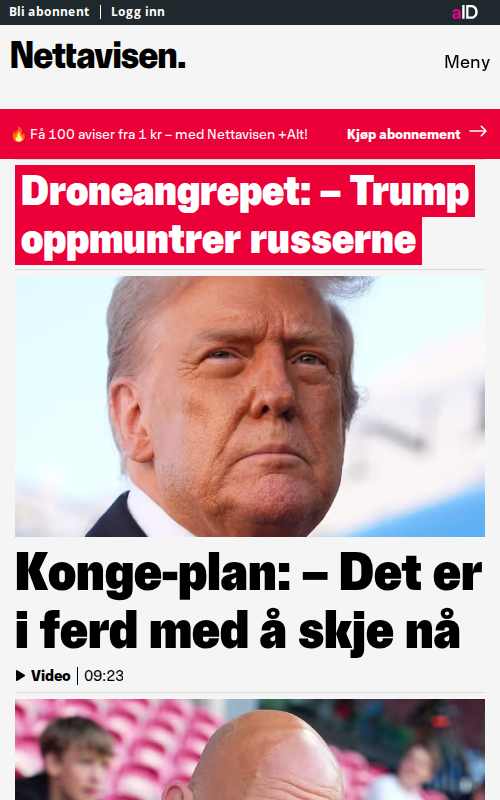 Bli abonnent | Logg inn
aID
Nettavisen.
Meny
🔥 Få 100 aviser fra 1 kr – med Nettavisen +Alt!
Kjøp abonnement →
Droneangrepet: – Trump
oppmuntrer russerne
Konge-plan: – Det er
i ferd med å skje nå
Video | 09:23